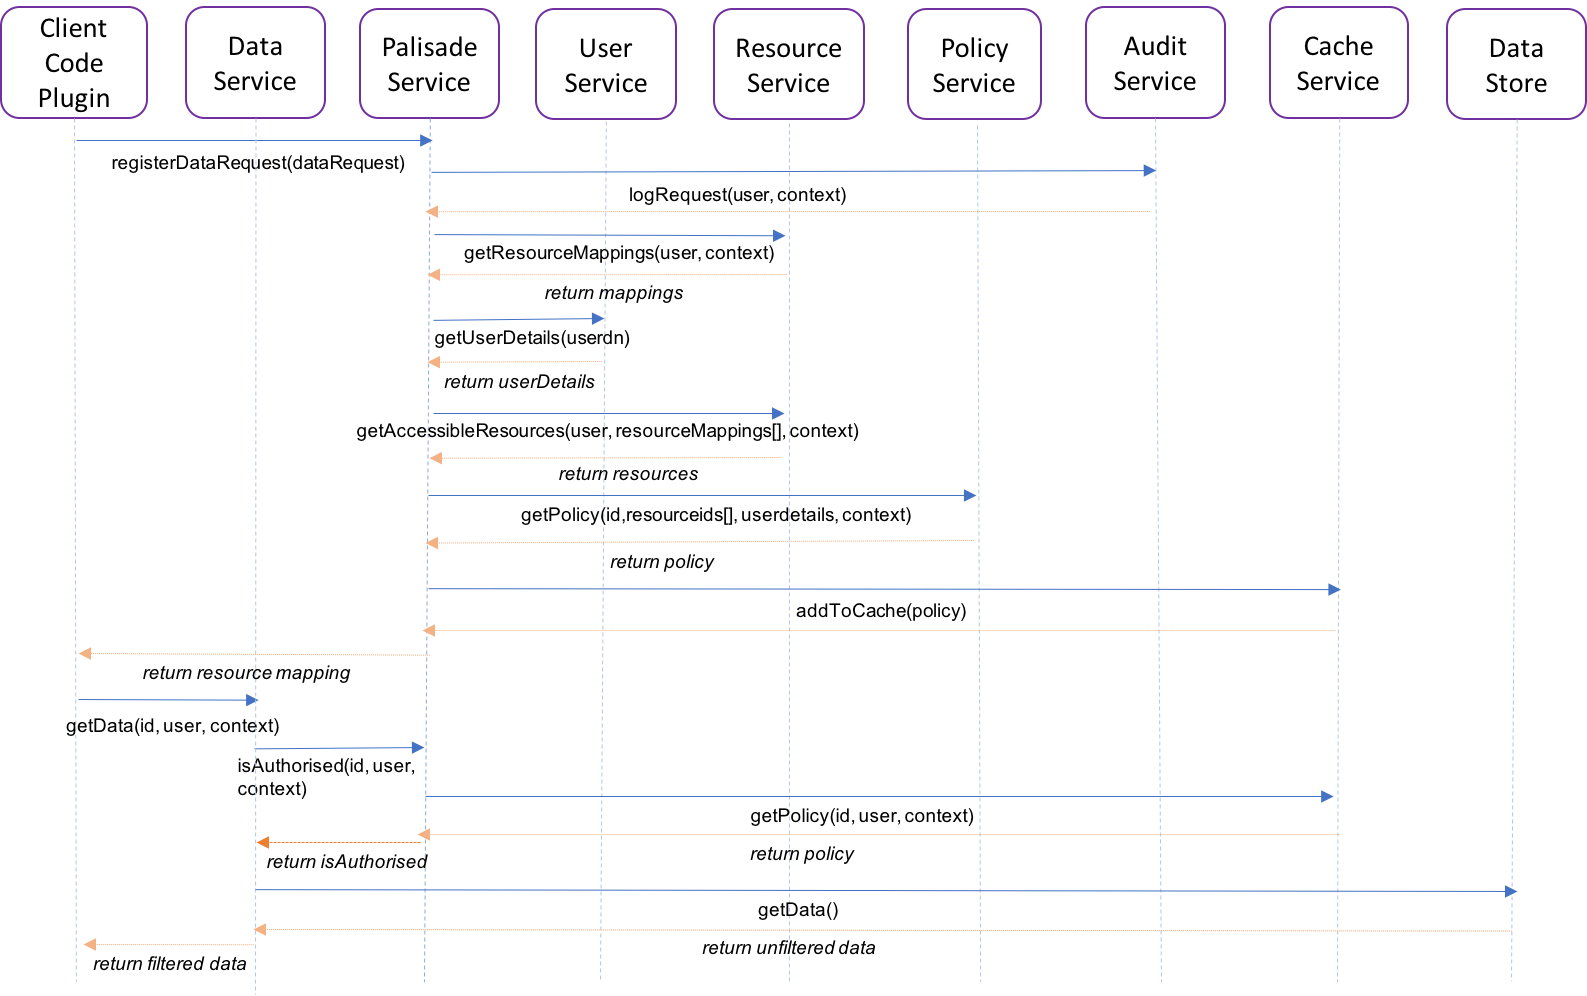 Client
Code
Plugin
Data
Service
Palisade
Service
User
Service
Resource
Service
Policy
Service
Audit
Service
Cache
Service
Data
Store
registerDataRequest(dataRequest)
logRequest(user, context)
getResourceMappings(user, context)
return mappings
getUserDetails(userdn)
return userDetails
getAccessibleResources(user, resourceMappings[], context)
return resources
getPolicy(id,resourceids[], userdetails, context)
return policy
addToCache(policy)
return resource mapping
getData(id, user, context)
isAuthorised(id, user,
context)
getPolicy(id, user, context)
return isAuthorised
return policy
getData()
return unfiltered data
return filtered data